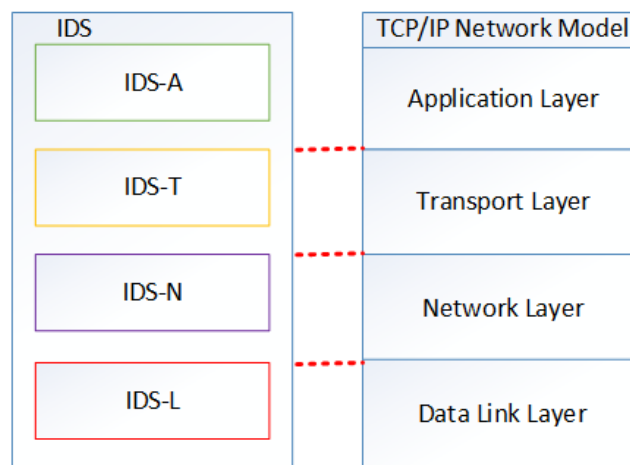 IDS
IDS-A
IDS-T
IDS-N
IDS-L
TCP/IP Network Model
Application Layer
Transport Layer
Network Layer
Data Link Layer